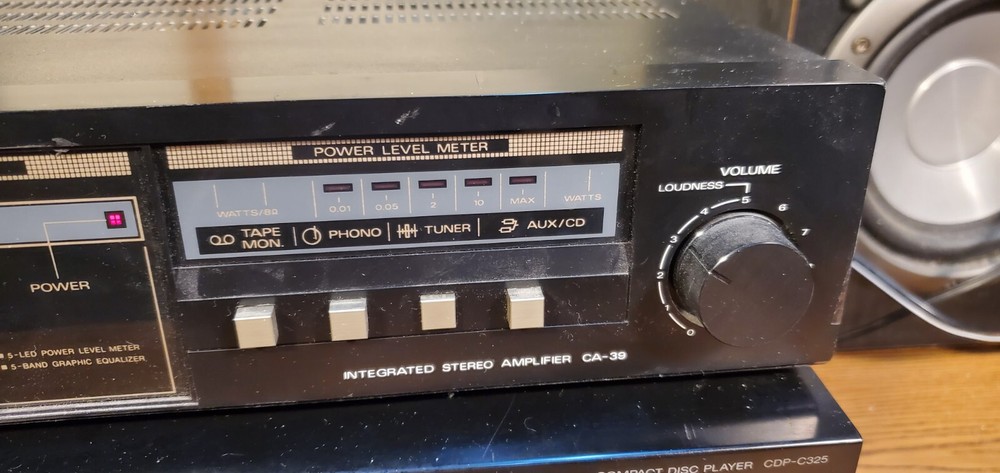 POWER LEVEL METER
WATTS/8Ω
0.01
0.05
2
10
MAX
WATTS
TAPE MON.
PHONO
TUNER
AUX/CD
VOLUME
LOUDNESS
0
1
2
3
4
5
6
7
POWER
5-LED POWER LEVEL METER
5-BAND GRAPHIC EQUALIZER
INTEGRATED STEREO AMPLIFIER CA-39
COMPACT DISC PLAYER CDP-C325